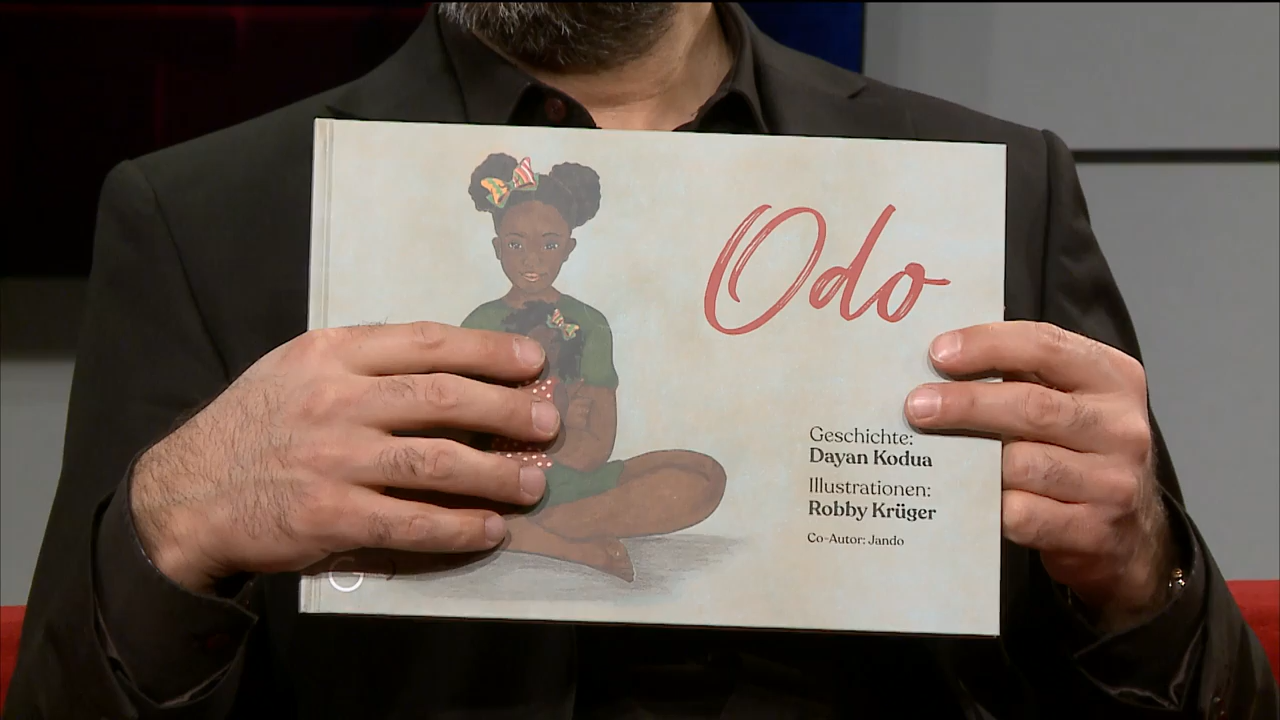 Odo
Geschichte:
Dayan Kodua
Illustrationen:
Robby Krüger
Co-Autor: Jando